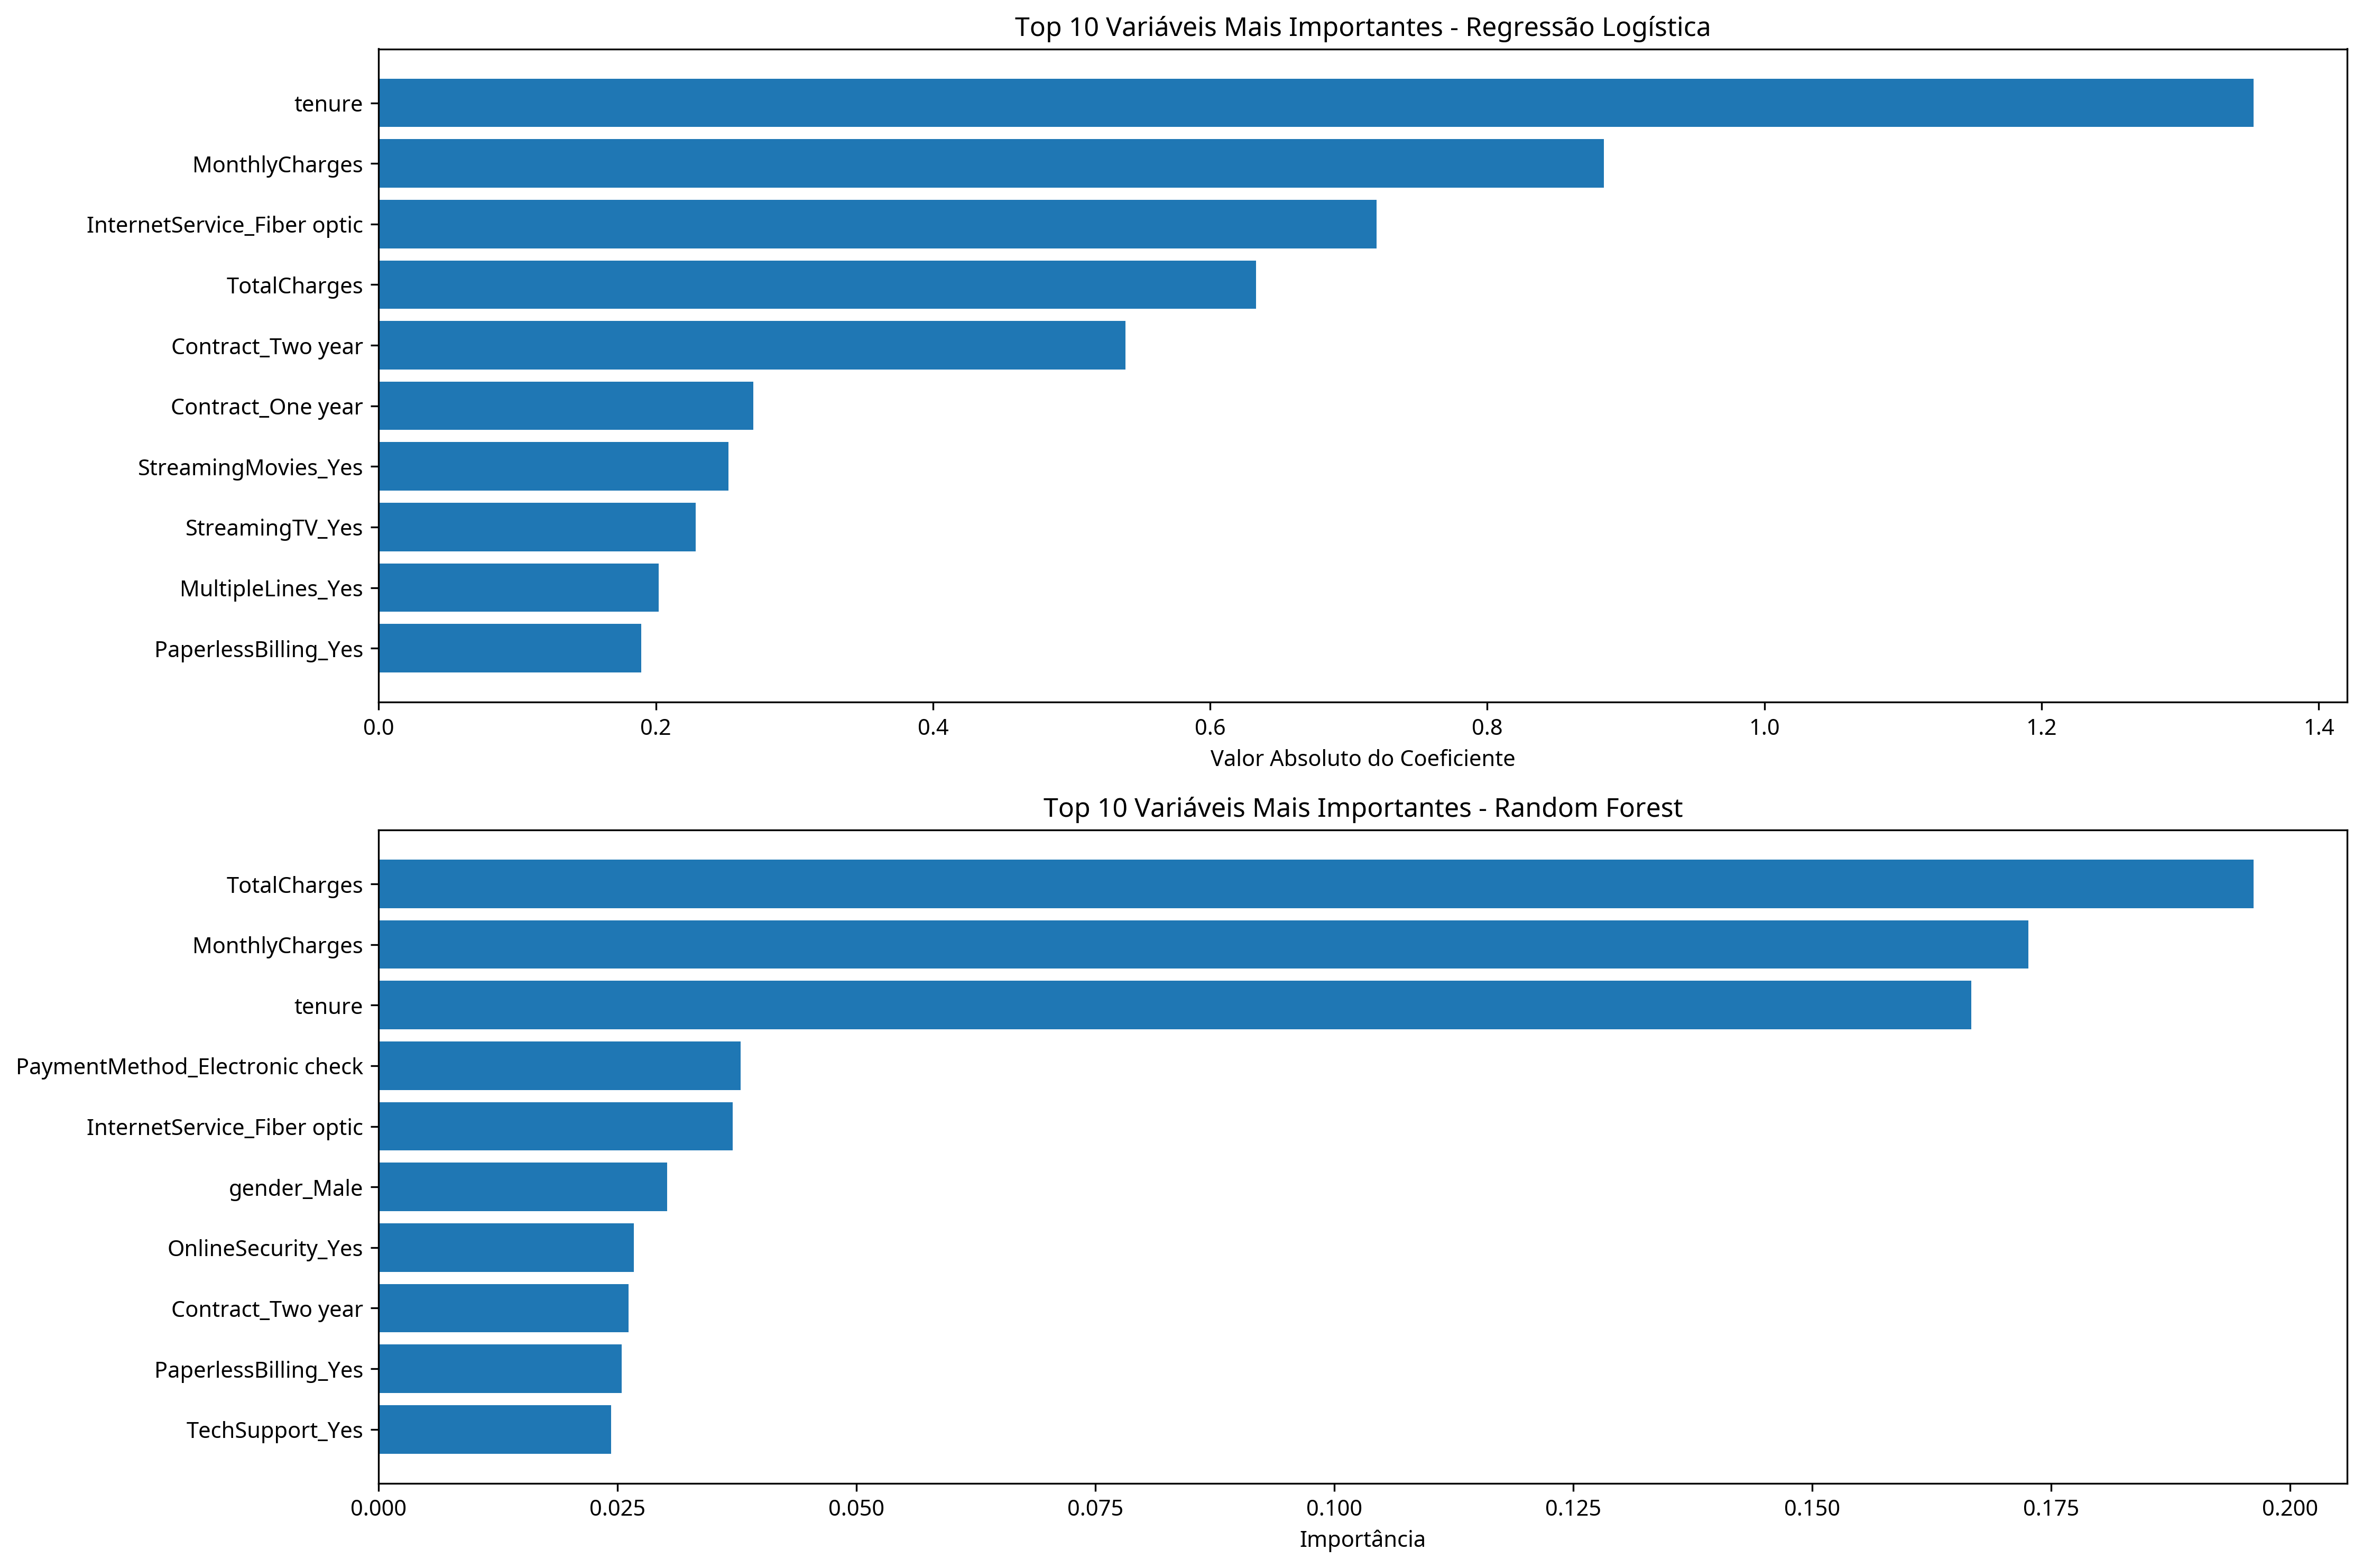 Top 10 Variáveis Mais Importantes - Regressão Logística
tenure
MonthlyCharges
InternetService_Fiber optic
TotalCharges
Contract_Two year
Contract_One year
StreamingMovies_Yes
StreamingTV_Yes
MultipleLines_Yes
PaperlessBilling_Yes
0.0 0.2 0.4 0.6 0.8 1.0 1.2 1.4
Valor Absoluto do Coeficiente
Top 10 Variáveis Mais Importantes - Random Forest
TotalCharges
MonthlyCharges
tenure
PaymentMethod_Electronic check
InternetService_Fiber optic
gender_Male
OnlineSecurity_Yes
Contract_Two year
PaperlessBilling_Yes
TechSupport_Yes
0.000 0.025 0.050 0.075 0.100 0.125 0.150 0.175 0.200
Importância